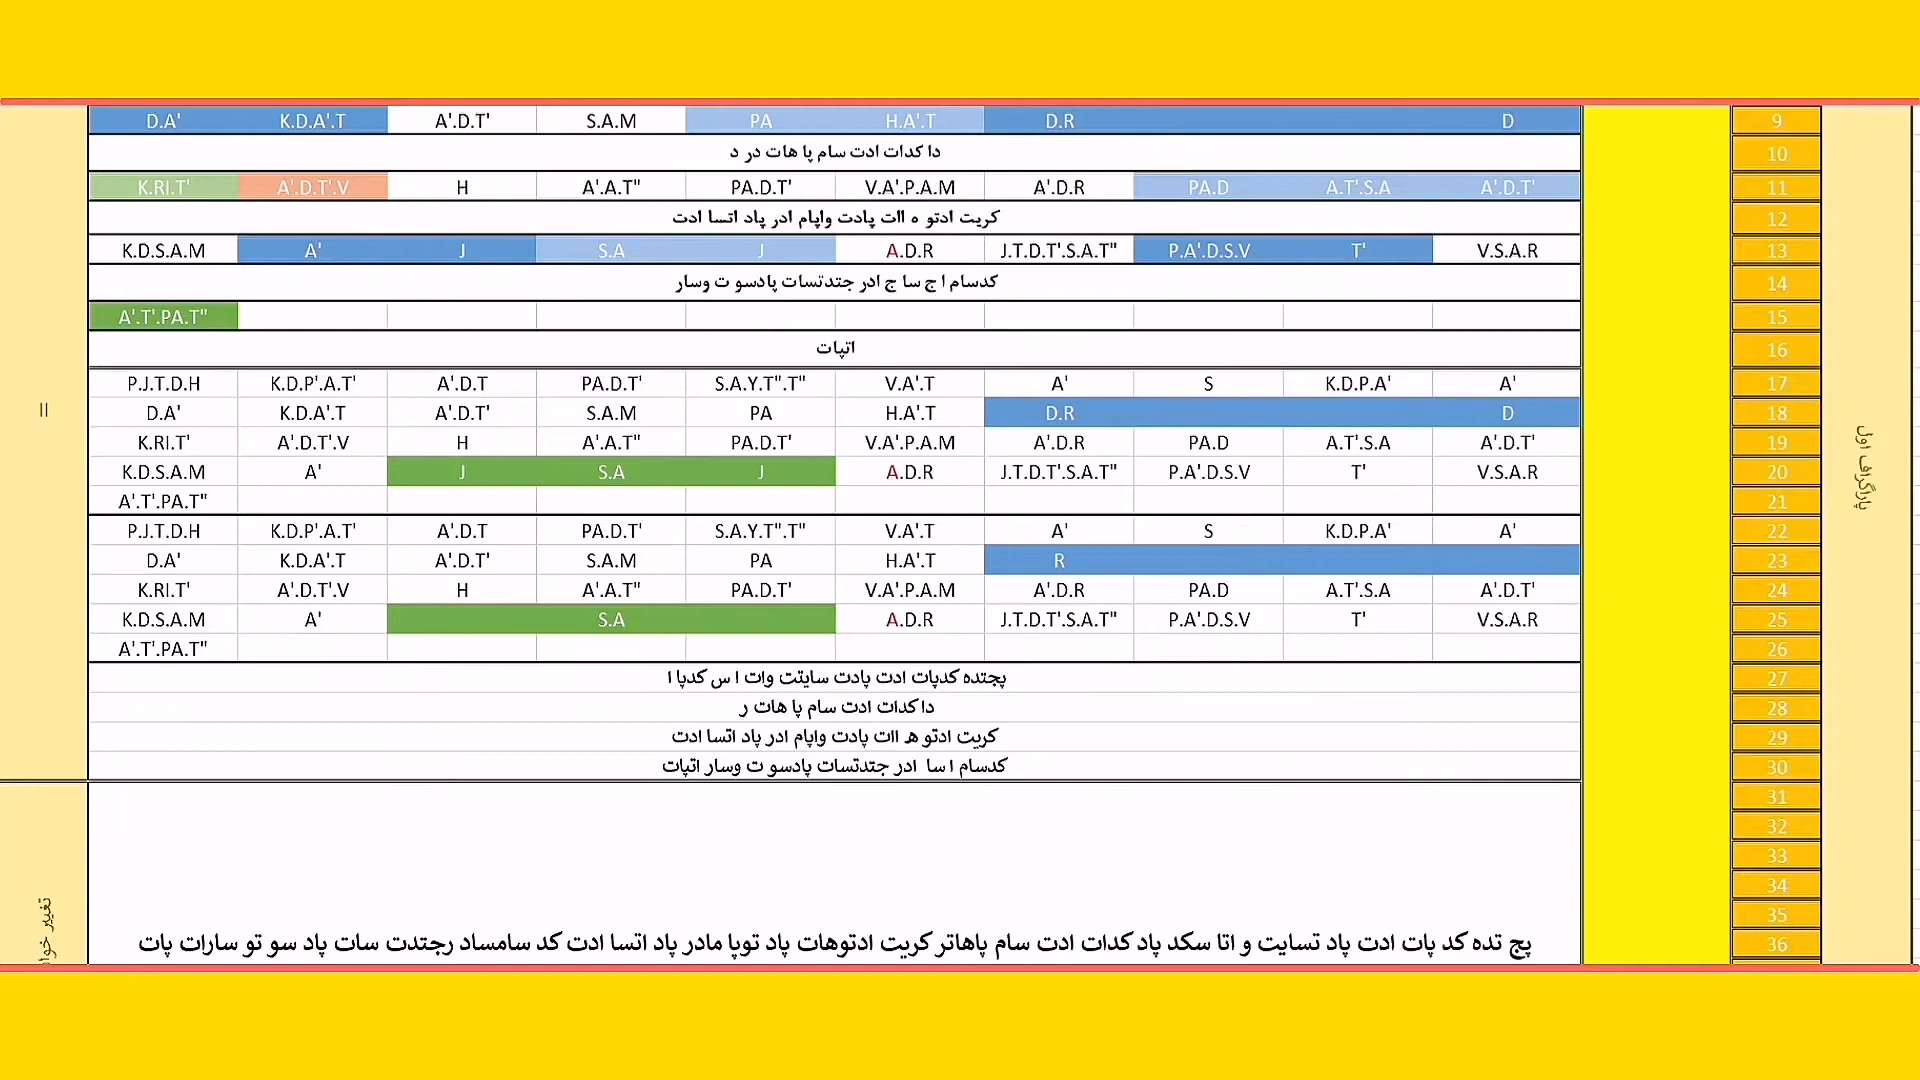 D.A' K.D.A'.T A'.D.T' S.A.M PA H.A'.T D.R D 9
دا کدات ادت سام پا هات در د 10
K.RI.T' A'.D.T'.V H A'.A.T" PA.D.T' V.A'.P.A.M A'.D.R PA.D A.T'.S.A A'.D.T' 11
کریت ادتو ه اات پادت واپام ادر پاد اتسا ادت 12
K.D.S.A.M A' J S.A J A.D.R J.T.D.T'.S.A.T" P.A'.D.S.V T' V.S.A.R 13
کدسام ا ج سا ج ادر جتدتسات پادسو ت وسار 14
A'.T'.PA.T" 15
اتپات 16
P.J.T.D.H K.D.P'.A.T' A'.D.T PA.D.T' S.A.Y.T".T" V.A'.T A' S K.D.P.A' A' 17
= D.A' K.D.A'.T A'.D.T' S.A.M PA H.A'.T D.R D 18
K.RI.T' A'.D.T'.V H A'.A.T" PA.D.T' V.A'.P.A.M A'.D.R PA.D A.T'.S.A A'.D.T' 19
پاراگراف اول
K.D.S.A.M A' J S.A J A.D.R J.T.D.T'.S.A.T" P.A'.D.S.V T' V.S.A.R 20
A'.T'.PA.T" 21
P.J.T.D.H K.D.P'.A.T' A'.D.T PA.D.T' S.A.Y.T".T" V.A'.T A' S K.D.P.A' A' 22
D.A' K.D.A'.T A'.D.T' S.A.M PA H.A'.T R 23
K.RI.T' A'.D.T'.V H A'.A.T" PA.D.T' V.A'.P.A.M A'.D.R PA.D A.T'.S.A A'.D.T' 24
K.D.S.A.M A' S.A A.D.R J.T.D.T'.S.A.T" P.A'.D.S.V T' V.S.A.R 25
A'.T'.PA.T" 26
پجتده کدپات ادت پادت سایتت وات ا س کدپا ا 27
دا کدات ادت سام پا هات ر 28
کریت ادتو ه اات پادت واپام ادر پاد اتسا ادت 29
کدسام ا سا ادر جتدتسات پادسو ت وسار اتپات 30
31
32
33
34
35
تغییر
پج تده کد پات ادت پاد تسایت و اتا سکد پاد کدات ادت سام پاهاتر کریت ادتوهات پاد توپا مادر پاد اتسا ادت کد سامساد رجتدت سات پاد سو تو سارات پات 36